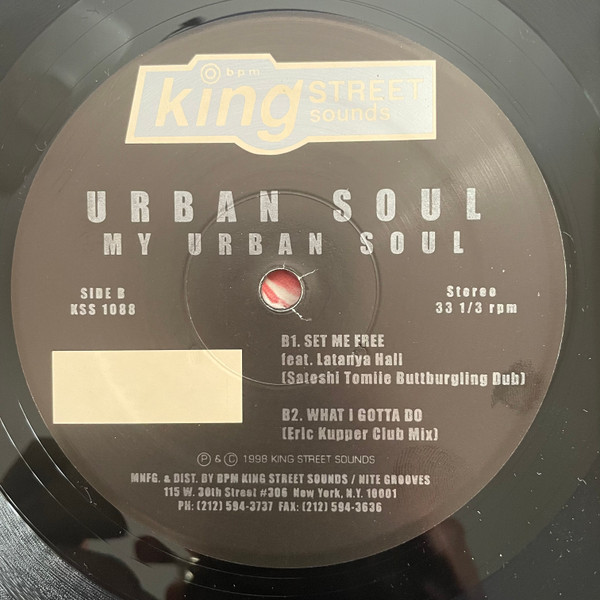 bpm
king STREET
sounds
URBAN SOUL
MY URBAN SOUL
SIDE B
KSS 1088
Stereo
33 1/3 rpm
B1. SET ME FREE
feat. Latanya Hall
(Satoshi Tomiie Buttburgling Dub)
B2. WHAT I GOTTA DO
(Eric Kupper Club Mix)
Ⓟ & © 1998 KING STREET SOUNDS
MNFG. & DIST. BY BPM KING STREET SOUNDS / NITE GROOVES
115 W. 30th Street #306 New York, N.Y. 10001
PH: (212) 594-3737 FAX: (212) 594-3636